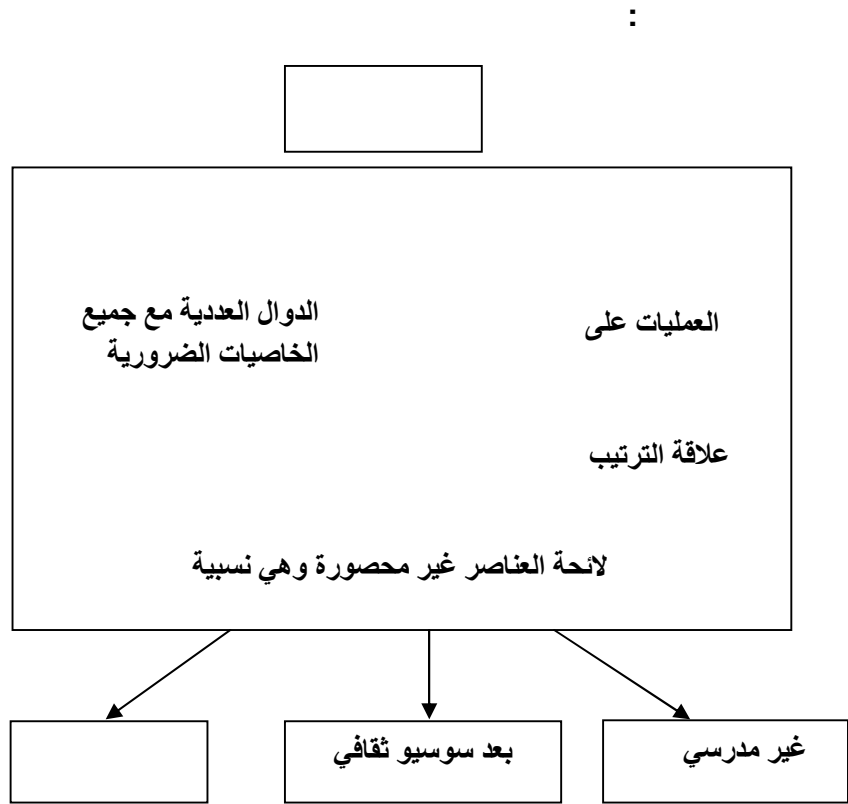 :
العمليات على
الدوال العددية مع جميع
الخاصيات الضرورية
علاقة الترتيب
لائحة العناصر غير محصورة وهي نسبية
غير مدرسي
بعد سوسيو ثقافي